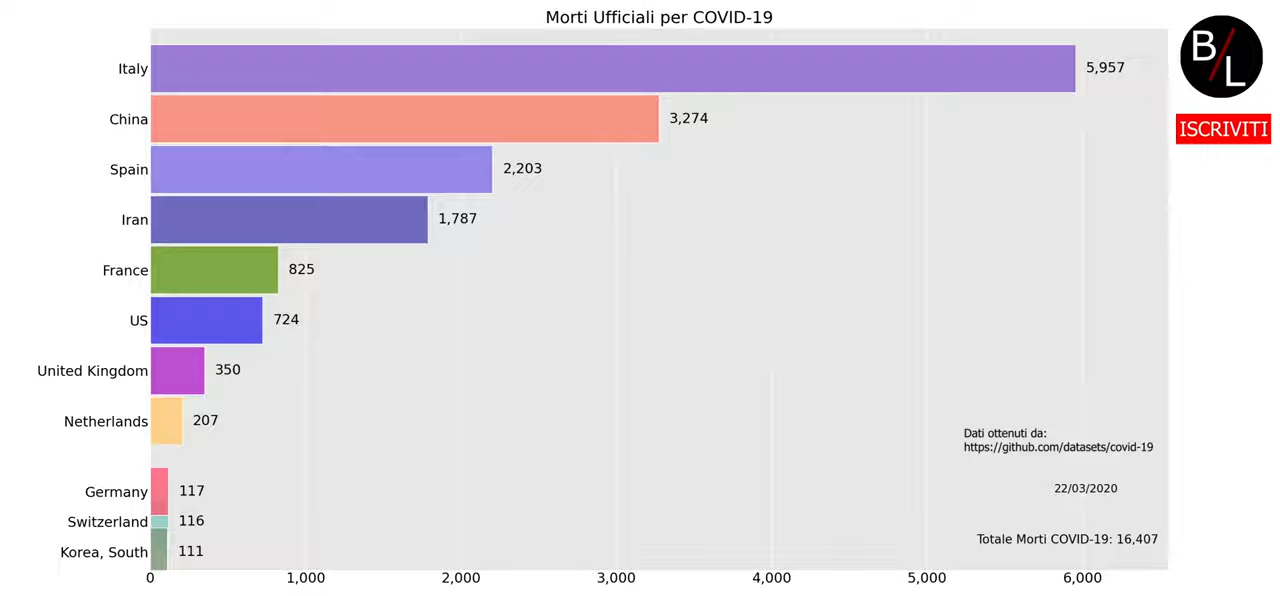 Morti Ufficiali per COVID-19
B/L
ISCRIVITI
Italy 5,957
China 3,274
Spain 2,203
Iran 1,787
France 825
US 724
United Kingdom 350
Netherlands 207
Germany 117
Switzerland 116
Korea, South 111
Dati ottenuti da:
https://github.com/datasets/covid-19
22/03/2020
Totale Morti COVID-19: 16,407
0 1,000 2,000 3,000 4,000 5,000 6,000